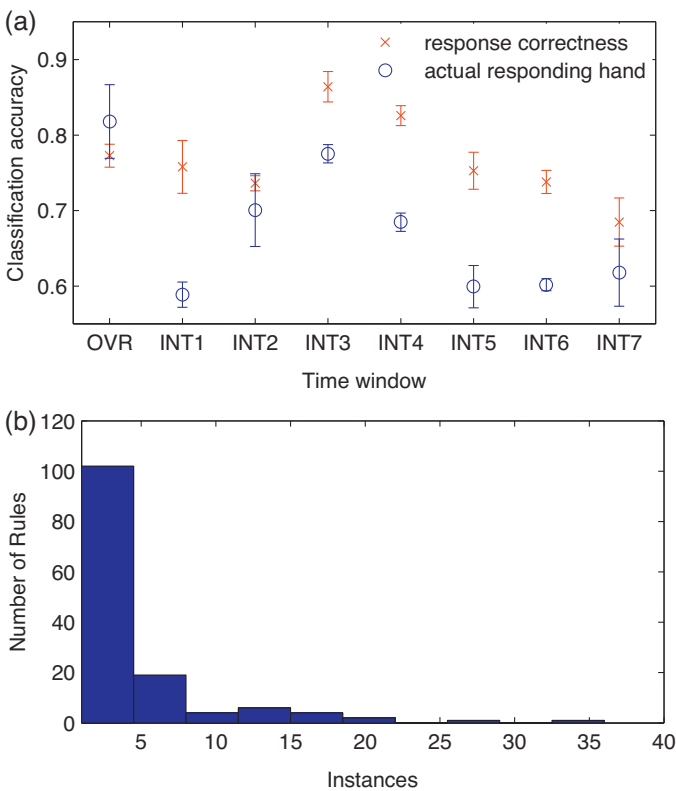 (a)
response correctness
actual responding hand
Classification accuracy
0.9
0.8
0.7
0.6
OVR INT1 INT2 INT3 INT4 INT5 INT6 INT7
Time window
(b)
Number of Rules
120
100
80
60
40
20
0
5 10 15 20 25 30 35 40
Instances